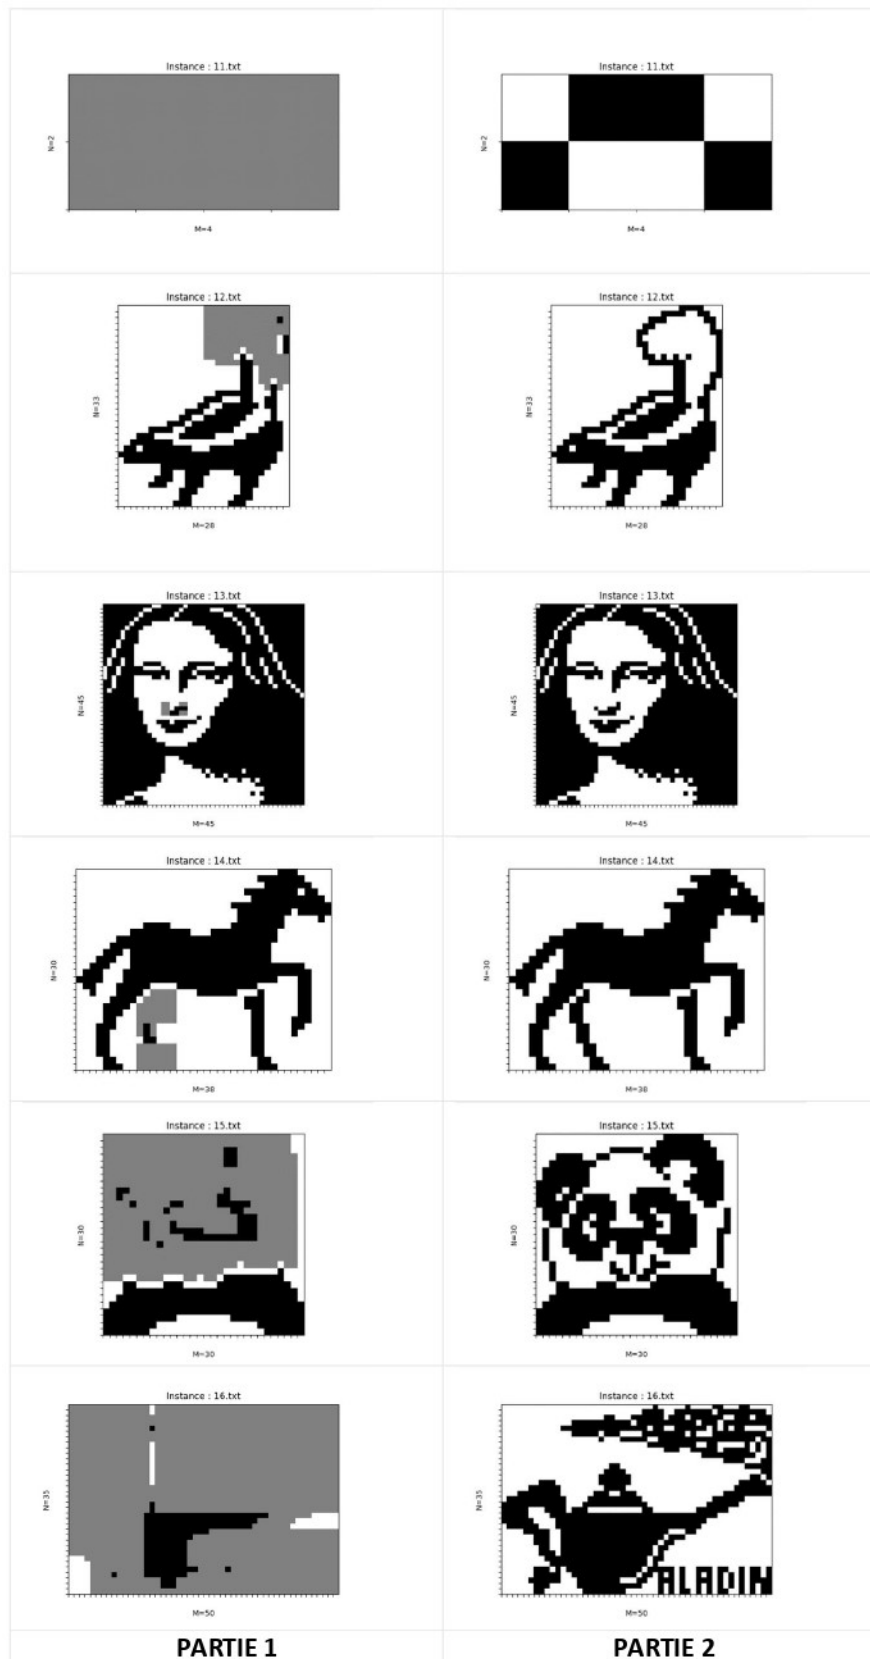 Instance : 11.txt Instance : 11.txt
N=2 N=2
M=4 M=4
Instance : 12.txt Instance : 12.txt
N=33 N=33
M=28 M=28
Instance : 13.txt Instance : 13.txt
N=45 N=45
M=45 M=45
Instance : 14.txt Instance : 14.txt
N=30 N=30
M=38 M=38
Instance : 15.txt Instance : 15.txt
N=30 N=30
M=30 M=30
Instance : 16.txt Instance : 16.txt
N=35 N=35
ALADIN
M=50 M=50
PARTIE 1 PARTIE 2